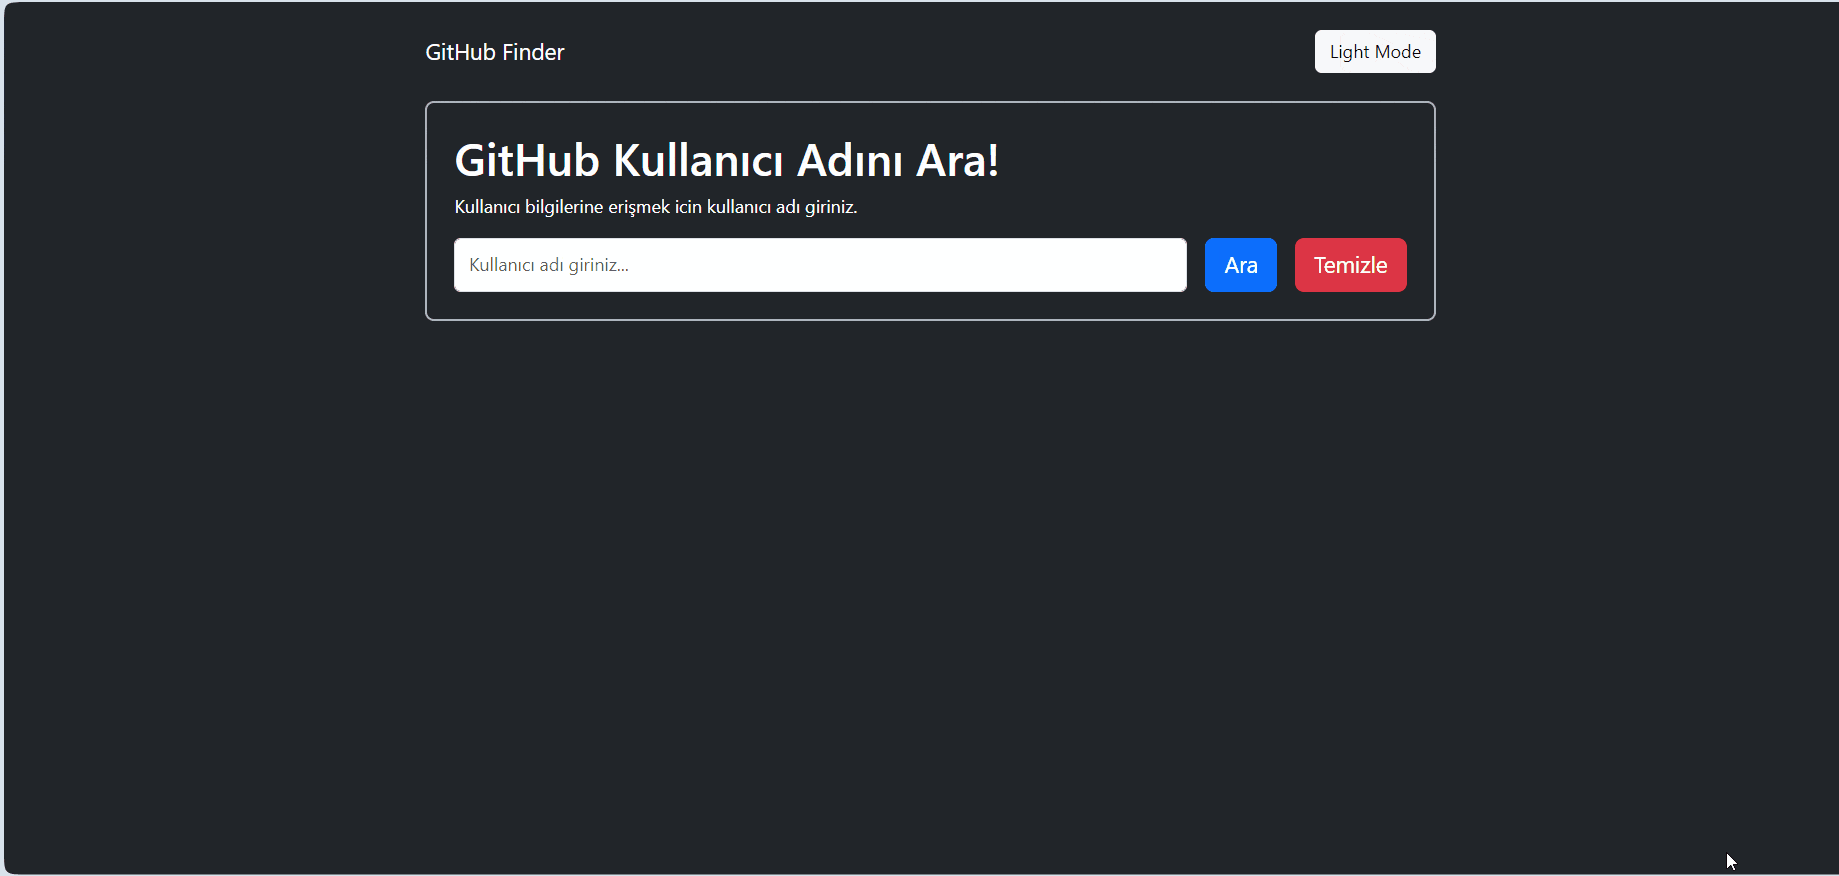 GitHub Finder
Light Mode
GitHub Kullanıcı Adını Ara!
Kullanıcı bilgilerine erişmek icin kullanıcı adı giriniz.
Kullanıcı adı giriniz...
Ara
Temizle